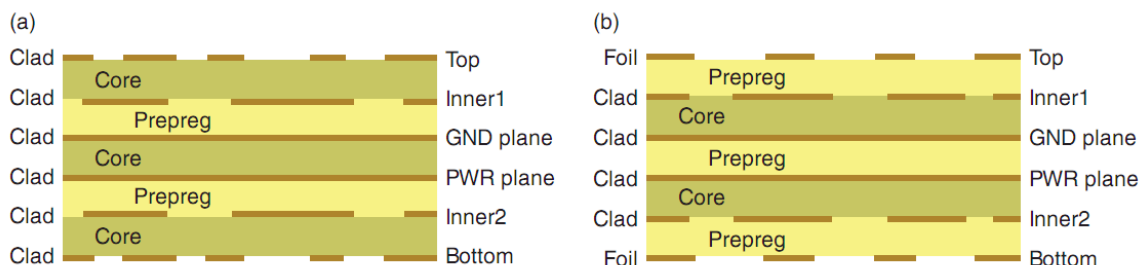 (a)
Clad Top
Core
Clad Inner1
Prepreg
Clad GND plane
Core
Clad PWR plane
Prepreg
Clad Inner2
Core
Clad Bottom
(b)
Foil Top
Prepreg
Clad Inner1
Core
Clad GND plane
Prepreg
Clad PWR plane
Core
Clad Inner2
Prepreg
Foil Bottom